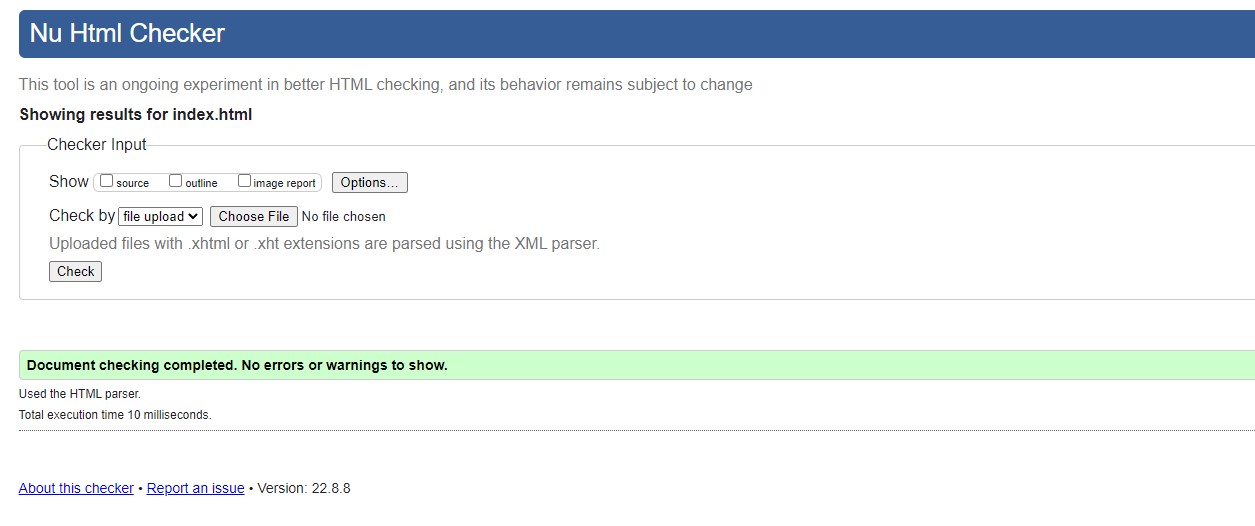 Nu Html Checker
This tool is an ongoing experiment in better HTML checking, and its behavior remains subject to change
Showing results for index.html
Checker Input
Show source outline image report Options...
Check by file upload Choose File No file chosen
Uploaded files with .xhtml or .xht extensions are parsed using the XML parser.
Check
Document checking completed. No errors or warnings to show.
Used the HTML parser.
Total execution time 10 milliseconds.
About this checker • Report an issue • Version: 22.8.8